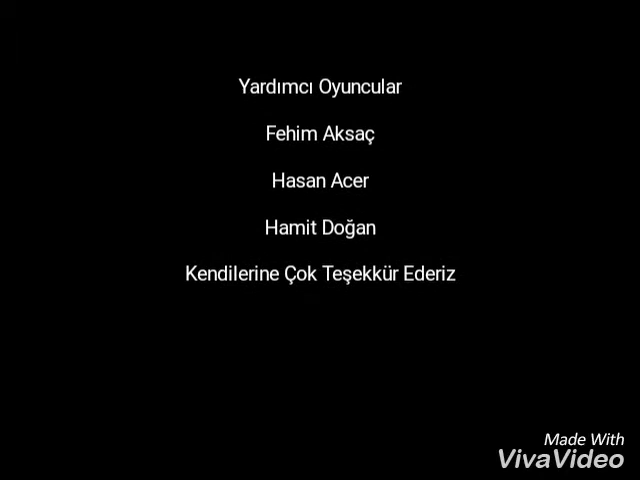 Yardımcı Oyuncular
Fehim Aksaç
Hasan Acer
Hamit Doğan
Kendilerine Çok Teşekkür Ederiz
Made With
VivaVideo